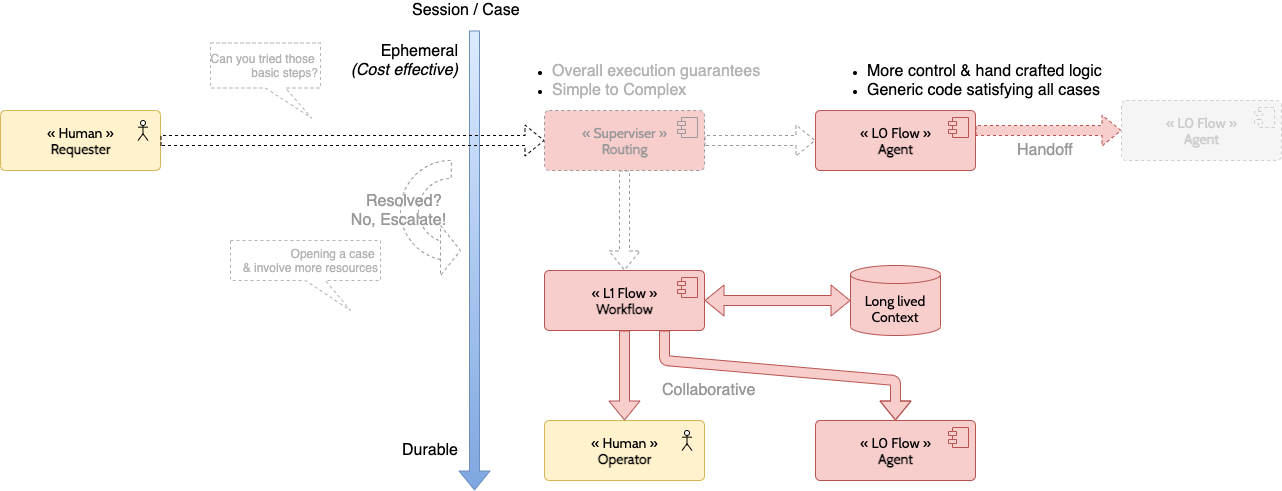 Session / Case
Ephemeral
(Cost effective)
Can you tried those
basic steps?
• Overall execution guarantees
• Simple to Complex
• More control & hand crafted logic
• Generic code satisfying all cases
« Human »
Requester
« Superviser »
Routing
« L0 Flow »
Agent
Handoff
« L0 Flow »
Agent
Resolved?
No, Escalate!
Opening a case
& involve more resources
« L1 Flow »
Workflow
Long lived
Context
Collaborative
Durable
« Human »
Operator
« L0 Flow »
Agent